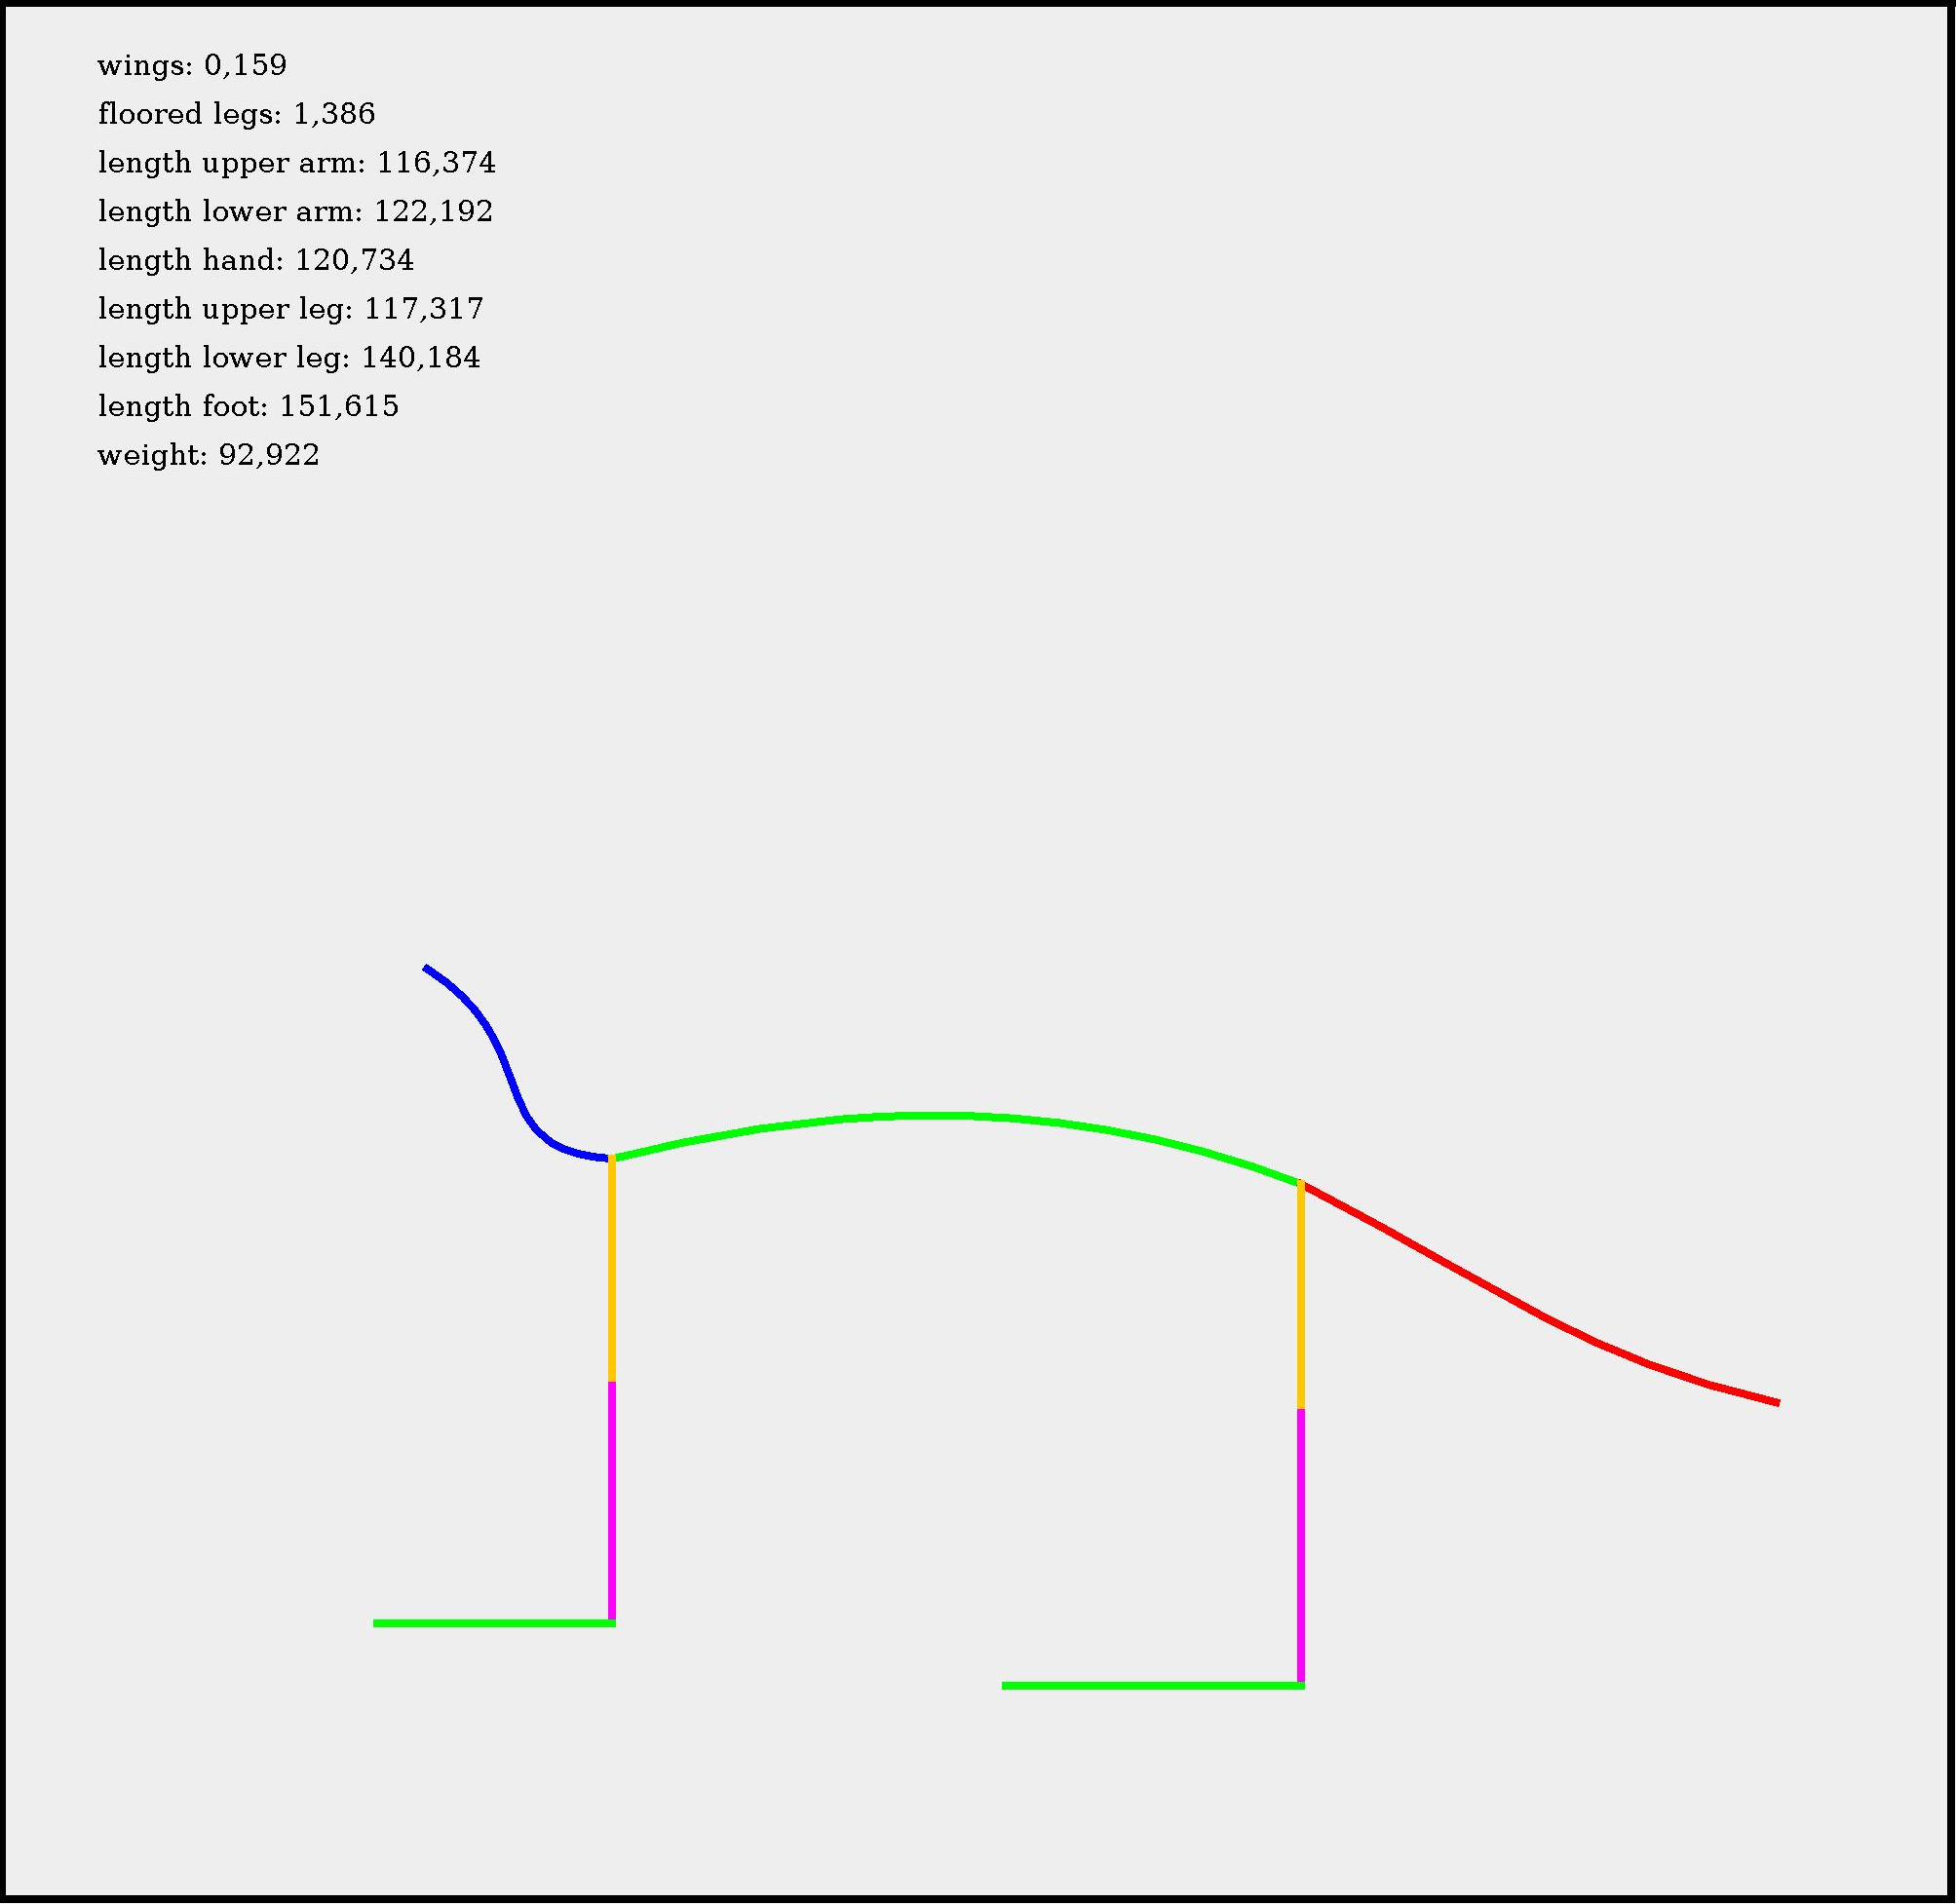 wings: 0,159
floored legs: 1,386
length upper arm: 116,374
length lower arm: 122,192
length hand: 120,734
length upper leg: 117,317
length lower leg: 140,184
length foot: 151,615
weight: 92,922